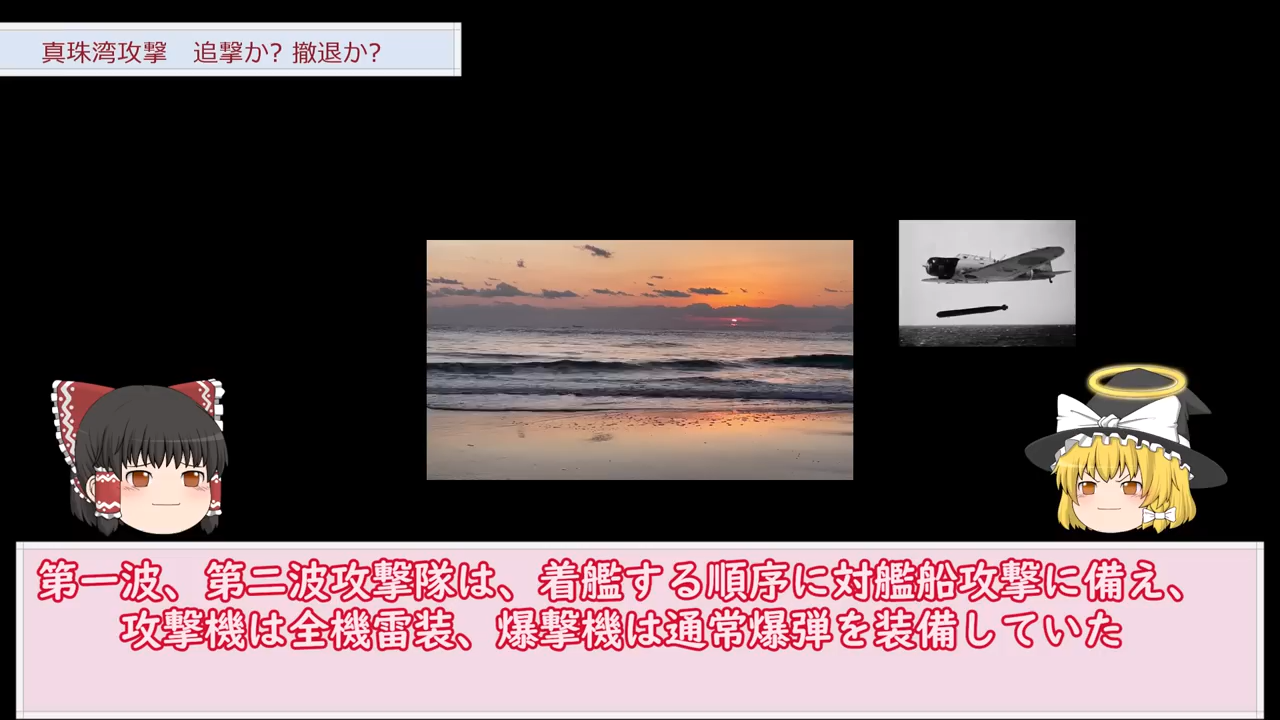 真珠湾攻撃　追撃か? 撤退か?
第一波、第二波攻撃隊は、着艦する順序に対艦船攻撃に備え、
攻撃機は全機雷装、爆撃機は通常爆弾を装備していた